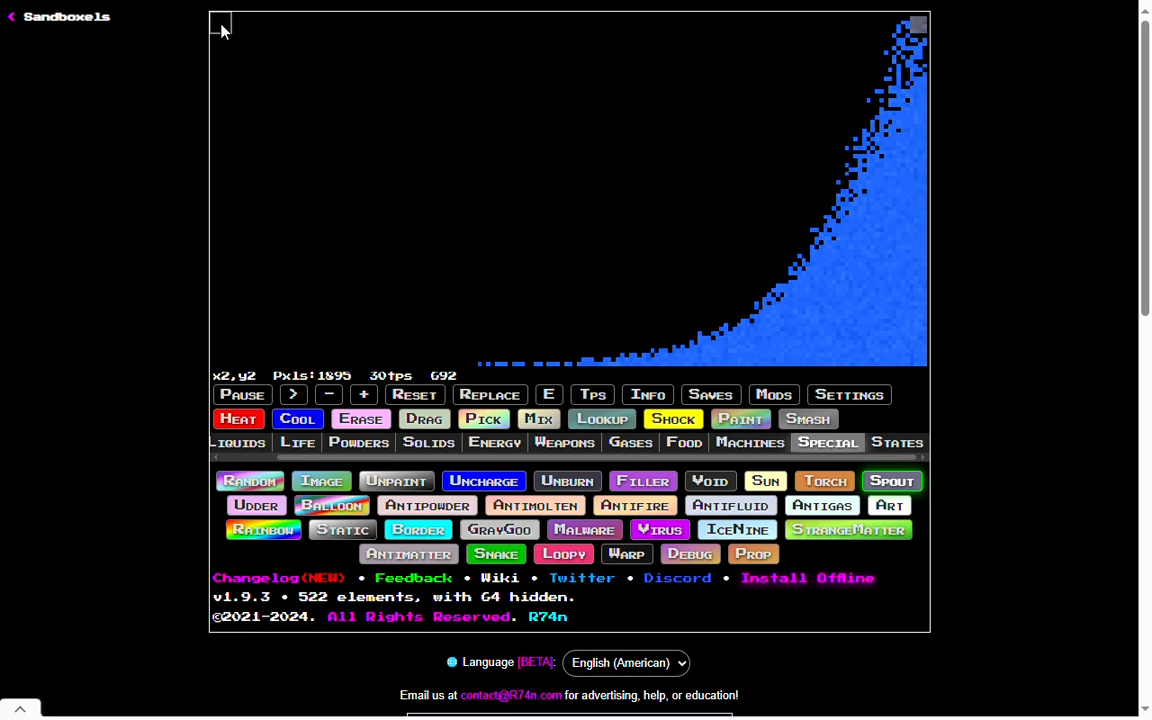 < Sandboxels
x2,y2 Pxls:1895 30tps G92
PAUSE > - + RESET REPLACE E TPS INFO SAVES MODS SETTINGS
HEAT COOL ERASE DRAG PICK MIX LOOKUP SHOCK PAINT SMASH
LIQUIDS LIFE POWDERS SOLIDS ENERGY WEAPONS GASES FOOD MACHINES SPECIAL STATES
RANDOM IMAGE UNPAINT UNCHARGE UNBURN FILLER VOID SUN TORCH SPOUT
UDDER BALLOON ANTIPOWDER ANTIMOLTEN ANTIFIRE ANTIFLUID ANTIGAS ART
RAINBOW STATIC BORDER GRAYGOO MALWARE VIRUS ICENINE STRANGEMATTER
ANTIMATTER SNAKE LOOPY WARP DEBUG PROP
Changelog(NEW) • Feedback • Wiki • Twitter • Discord • Install Offline
v1.9.3 • 522 elements, with 64 hidden.
©2021-2024. All Rights Reserved. R74n
Language [BETA]: English (American)
Email us at contact@R74n.com for advertising, help, or education!